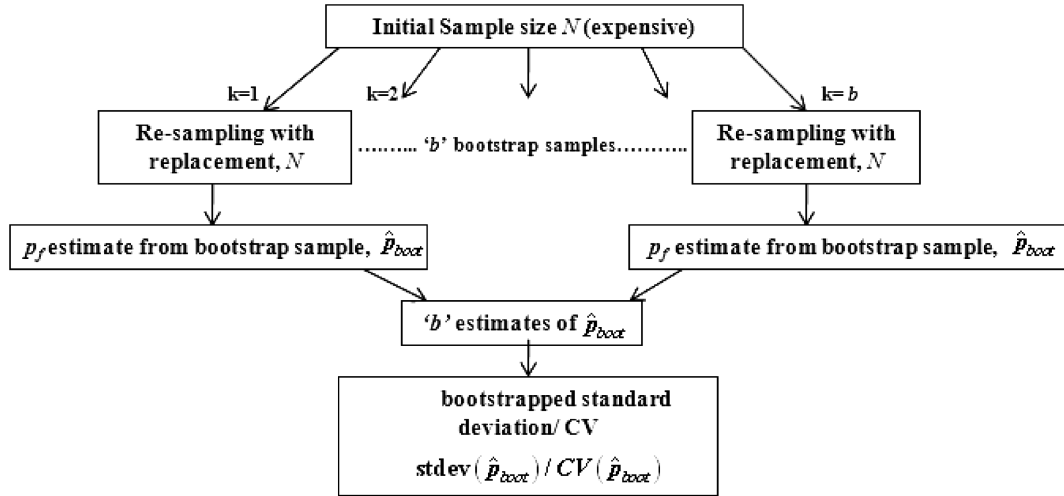 Initial Sample size N (expensive)
k=1
k=2
k= b
Re-sampling with
replacement, N
……... ‘b’ bootstrap samples………..
Re-sampling with
replacement, N
p_f estimate from bootstrap sample, p̂_boot
p_f estimate from bootstrap sample, p̂_boot
‘b’ estimates of p̂_boot
bootstrapped standard
deviation/ CV
stdev(p̂_boot) / CV(p̂_boot)